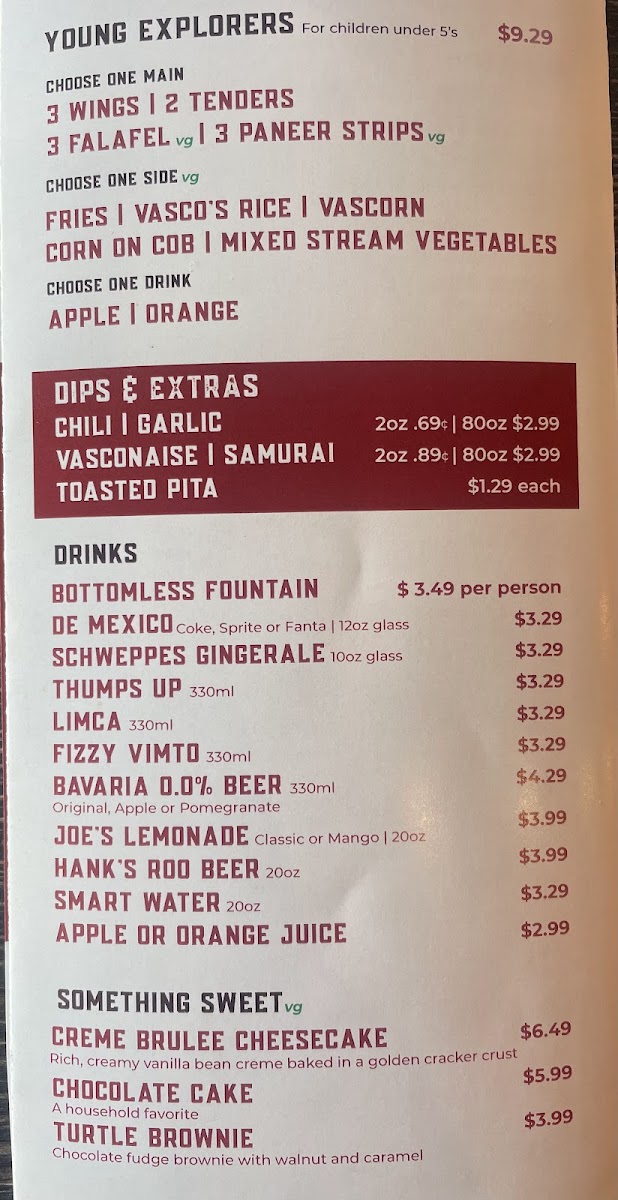 YOUNG EXPLORERS For children under 5's $9.29
CHOOSE ONE MAIN
3 WINGS | 2 TENDERS
3 FALAFEL vg | 3 PANEER STRIPS vg
CHOOSE ONE SIDE vg
FRIES | VASCO'S RICE | VASCORN
CORN ON COB | MIXED STREAM VEGETABLES
CHOOSE ONE DRINK
APPLE | ORANGE
DIPS & EXTRAS
CHILI | GARLIC 2oz .69¢ | 80oz $2.99
VASCONAISE | SAMURAI 2oz .89¢ | 80oz $2.99
TOASTED PITA $1.29 each
DRINKS
BOTTOMLESS FOUNTAIN $ 3.49 per person
DE MEXICO Coke, Sprite or Fanta | 12oz glass $3.29
SCHWEPPES GINGERALE 10oz glass $3.29
THUMPS UP 330ml $3.29
LIMCA 330ml $3.29
FIZZY VIMTO 330ml $3.29
BAVARIA 0.0% BEER 330ml $4.29
Original, Apple or Pomegranate
JOE'S LEMONADE Classic or Mango | 20oz $3.99
HANK'S ROO BEER 20oz $3.99
SMART WATER 20oz $3.29
APPLE OR ORANGE JUICE $2.99
SOMETHING SWEET vg
CREME BRULEE CHEESECAKE $6.49
Rich, creamy vanilla bean creme baked in a golden cracker crust
CHOCOLATE CAKE $5.99
A household favorite
TURTLE BROWNIE $3.99
Chocolate fudge brownie with walnut and caramel